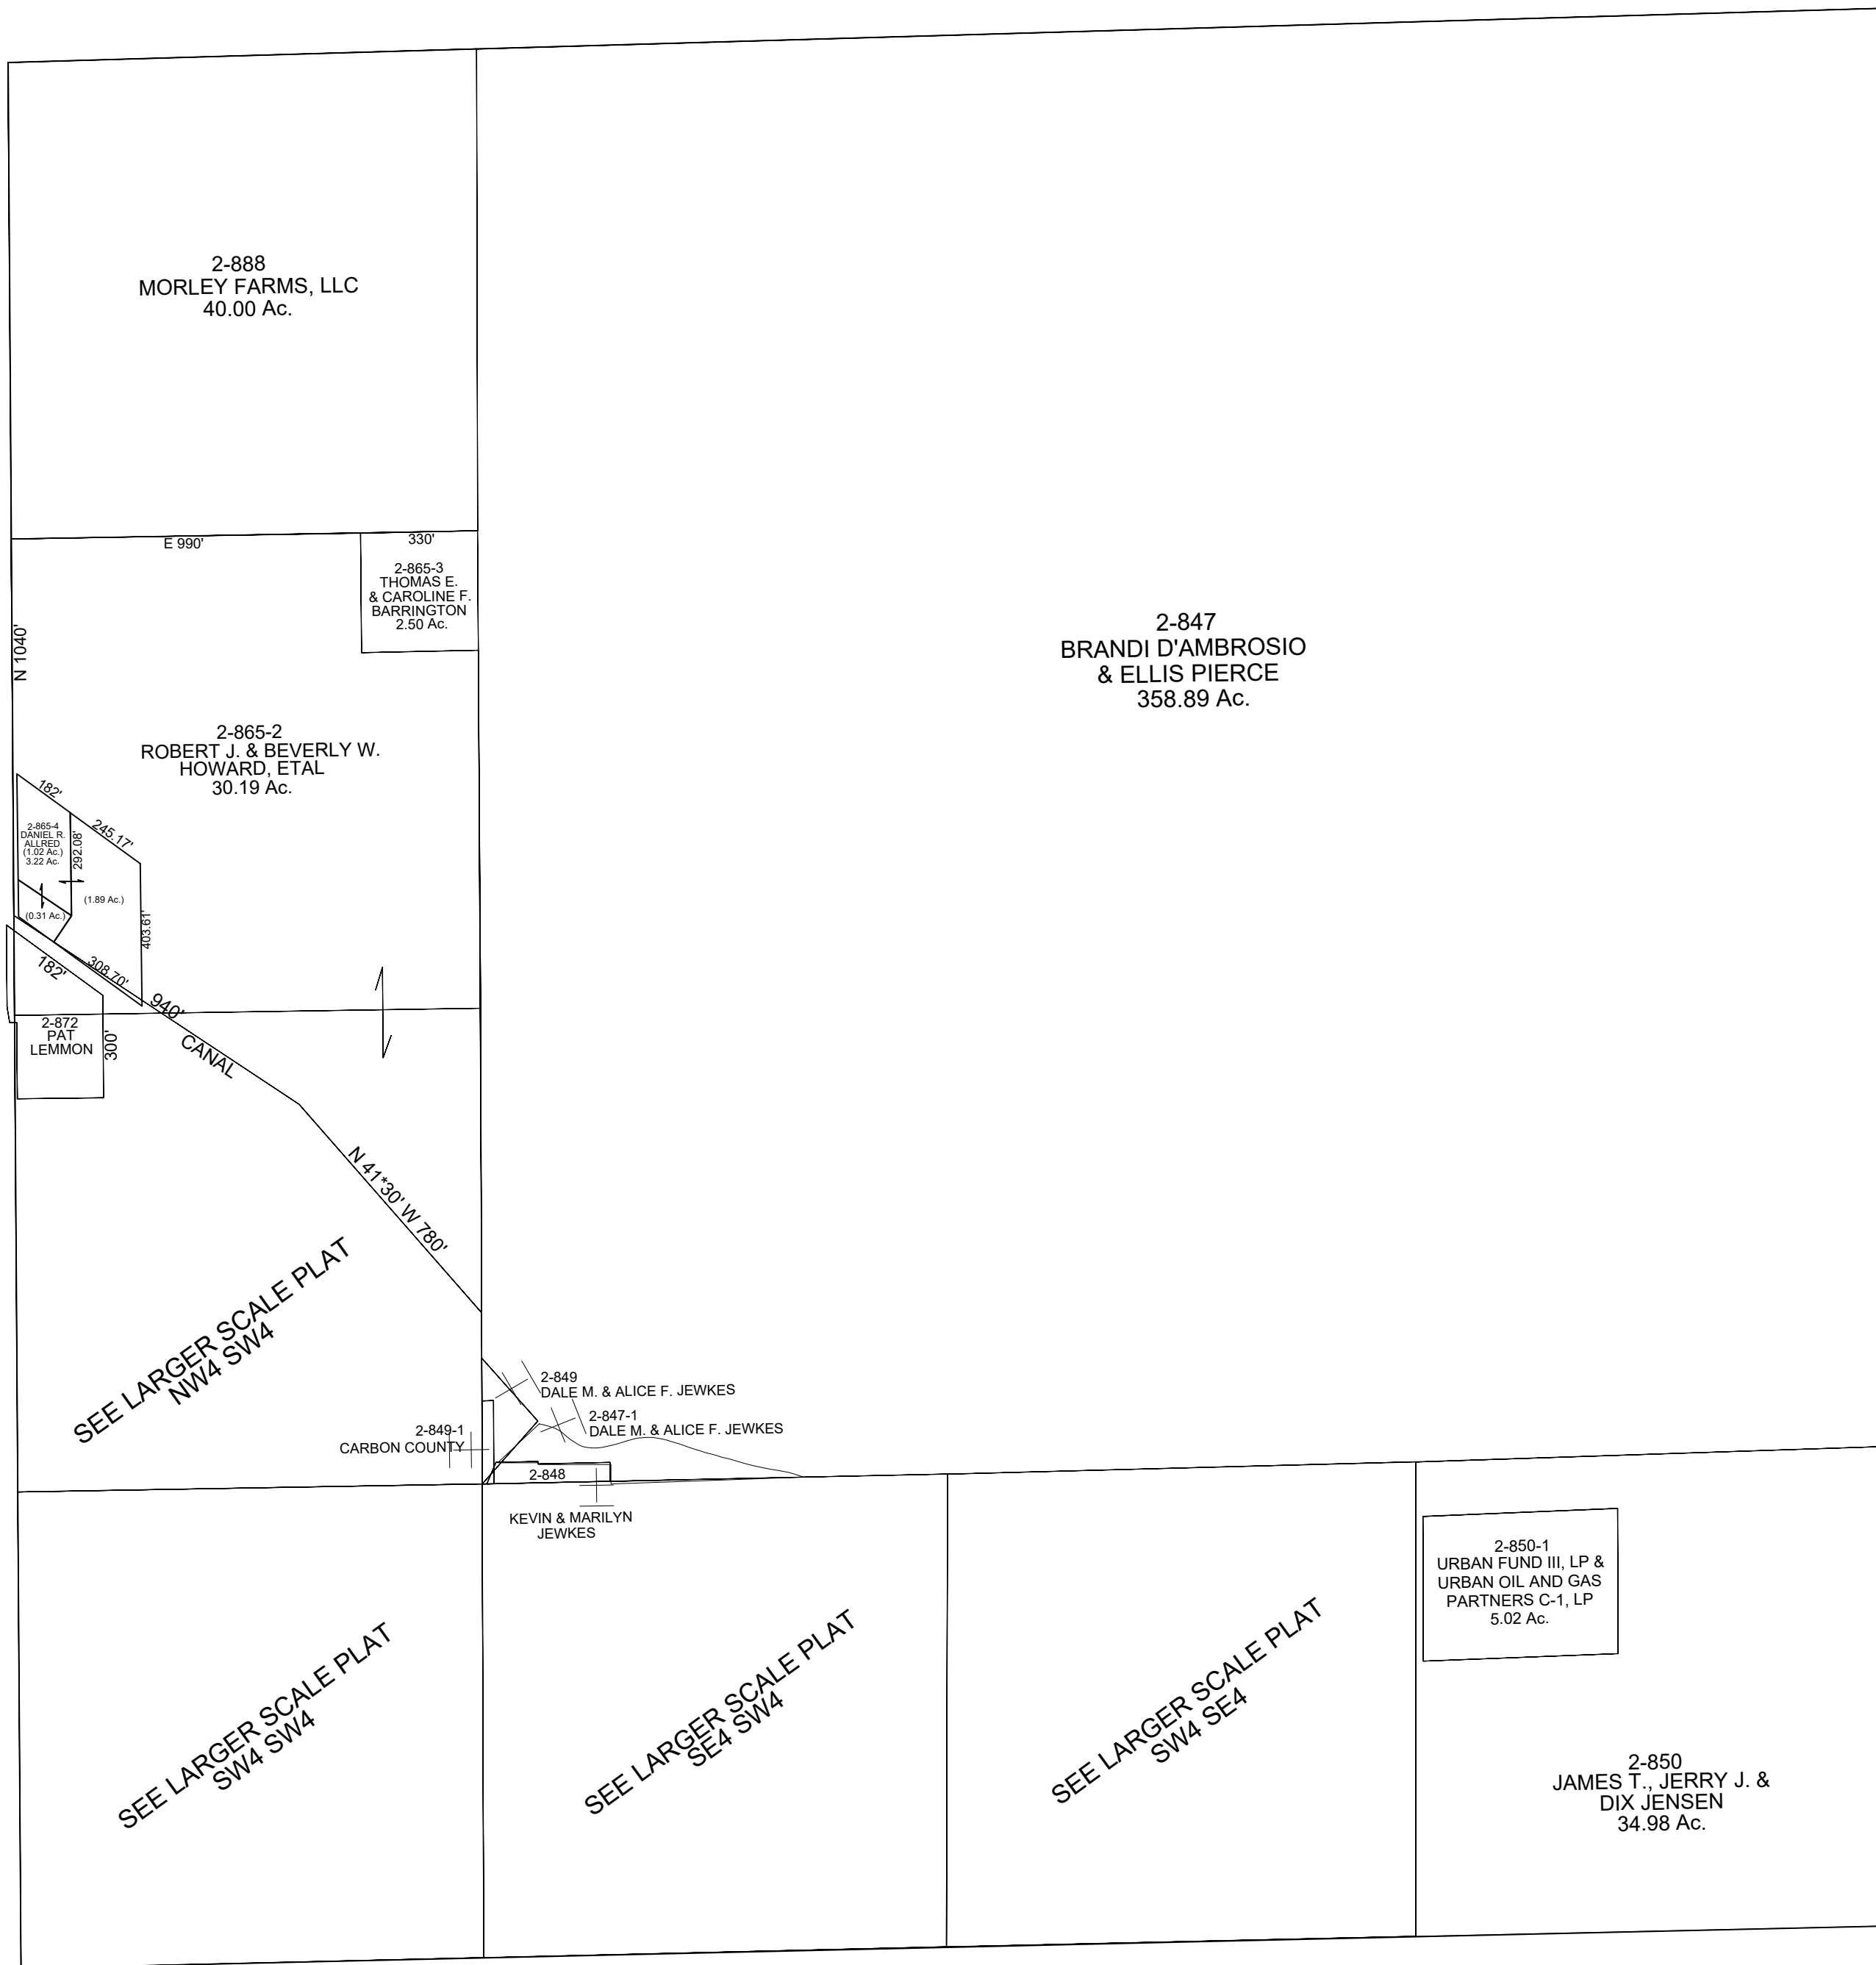 2-888
MORLEY FARMS, LLC
40.00 Ac.
E 990'
330'
2-865-3
THOMAS E.
& CAROLINE F.
BARRINGTON
2.50 Ac.
N 1040'
2-847
BRANDI D'AMBROSIO
& ELLIS PIERCE
358.89 Ac.
2-865-2
ROBERT J. & BEVERLY W.
HOWARD, ETAL
30.19 Ac.
182'
245.17'
2-865-4
DANIEL R.
ALLRED
(1.02 Ac.)
3.22 Ac.
292.08'
(1.89 Ac.)
(0.31 Ac.)
403.61'
182'
308.70'
940'
CANAL
2-872
PAT
LEMMON
300'
N 41*30' W 780'
SEE LARGER SCALE PLAT
NW4 SW4
2-849
DALE M. & ALICE F. JEWKES
2-847-1
DALE M. & ALICE F. JEWKES
2-849-1
CARBON COUNTY
2-848
KEVIN & MARILYN
JEWKES
2-850-1
URBAN FUND III, LP &
URBAN OIL AND GAS
PARTNERS C-1, LP
5.02 Ac.
SEE LARGER SCALE PLAT
SW4 SW4
SEE LARGER SCALE PLAT
SE4 SW4
SEE LARGER SCALE PLAT
SW4 SE4
2-850
JAMES T., JERRY J. &
DIX JENSEN
34.98 Ac.